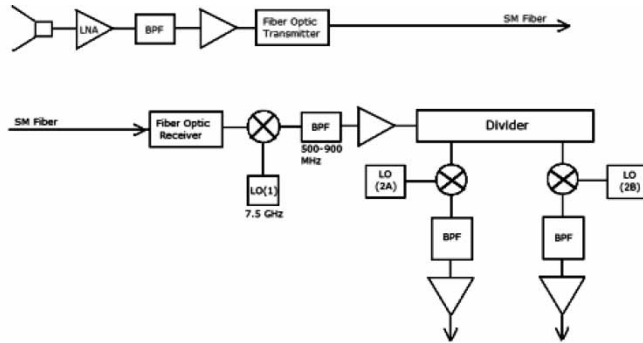 LNA
BPF
Fiber Optic
Transmitter
SM Fiber
SM Fiber
Fiber Optic
Receiver
BPF
500-900
MHz
LO(1)
7.5 GHz
Divider
LO
(2A)
LO
(2B)
BPF
BPF